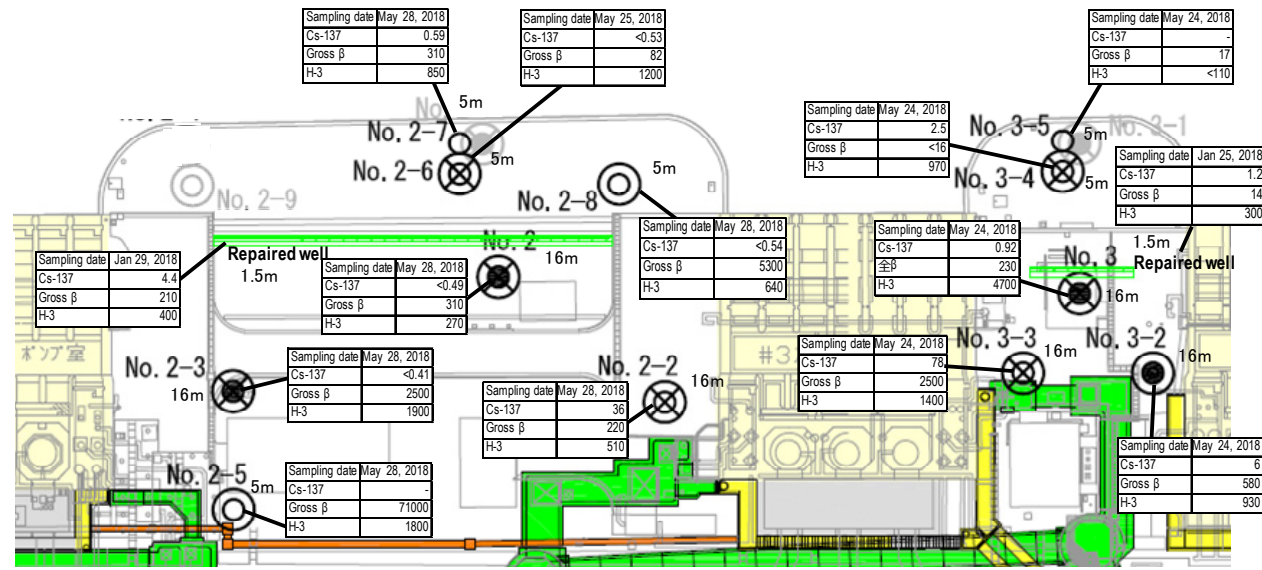 Sampling date May 28, 2018
Cs-137 0.59
Gross β 310
H-3 850
Sampling date May 25, 2018
Cs-137 <0.53
Gross β 82
H-3 1200
Sampling date May 24, 2018
Cs-137 -
Gross β 17
H-3 <110
No.
5m
No. 2-7
5m
No. 2-6
5m
No. 2-8
No. 2-9
Sampling date May 24, 2018
Cs-137 2.5
Gross β <16
H-3 970
No. 3-5
5m
No. 3-1
No. 3-4
5m
Sampling date Jan 25, 2018
Cs-137 1.2
Gross β 14
H-3 300
Repaired well
1.5m
No. 2
16m
Sampling date Jan 29, 2018
Cs-137 4.4
Gross β 210
H-3 400
Sampling date May 28, 2018
Cs-137 <0.49
Gross β 310
H-3 270
Sampling date May 28, 2018
Cs-137 <0.54
Gross β 5300
H-3 640
Sampling date May 24, 2018
Cs-137 0.92
全β 230
H-3 4700
1.5m
Repaired well
No. 3
16m
ポンプ室
No. 2-3
16m
Sampling date May 28, 2018
Cs-137 <0.41
Gross β 2500
H-3 1900
No. 2-2
16m
Sampling date May 28, 2018
Cs-137 36
Gross β 220
H-3 510
#3
Sampling date May 24, 2018
Cs-137 78
Gross β 2500
H-3 1400
No. 3-3
16m
No. 3-2
16m
Sampling date May 24, 2018
Cs-137 6
Gross β 580
H-3 930
No. 2-5
5m
Sampling date May 28, 2018
Cs-137 -
Gross β 71000
H-3 1800